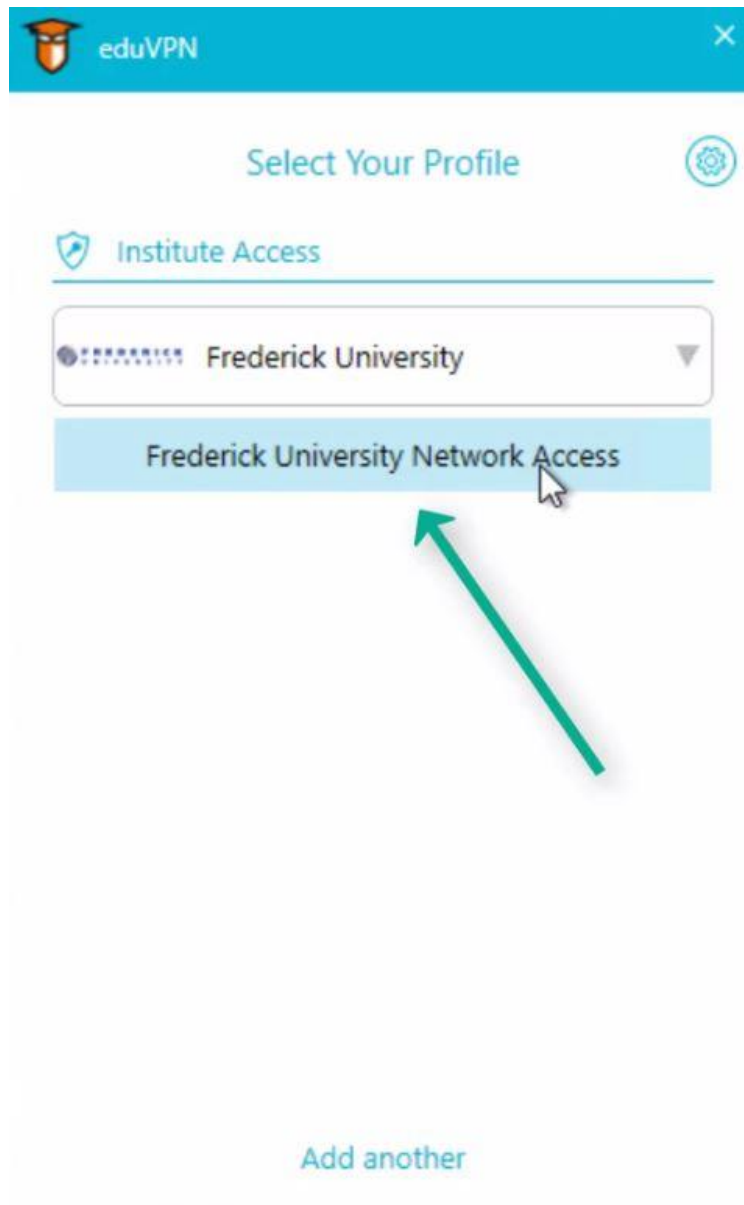 eduVPN
Select Your Profile
Institute Access
Frederick University
Frederick University Network Access
Add another